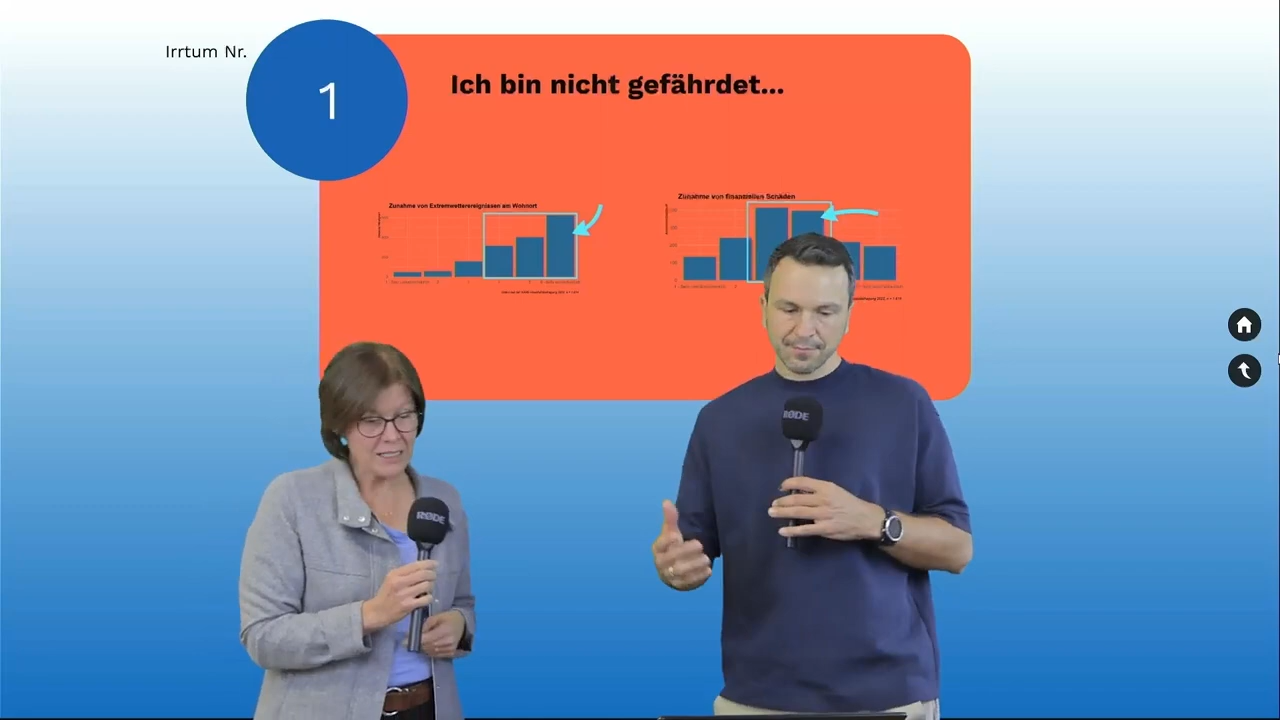 Irrtum Nr.
1
Ich bin nicht gefährdet...
Zunahme von Extremwetterereignissen am Wohnort
Zunahme von finanziellen Schäden
RØDE
RØDE